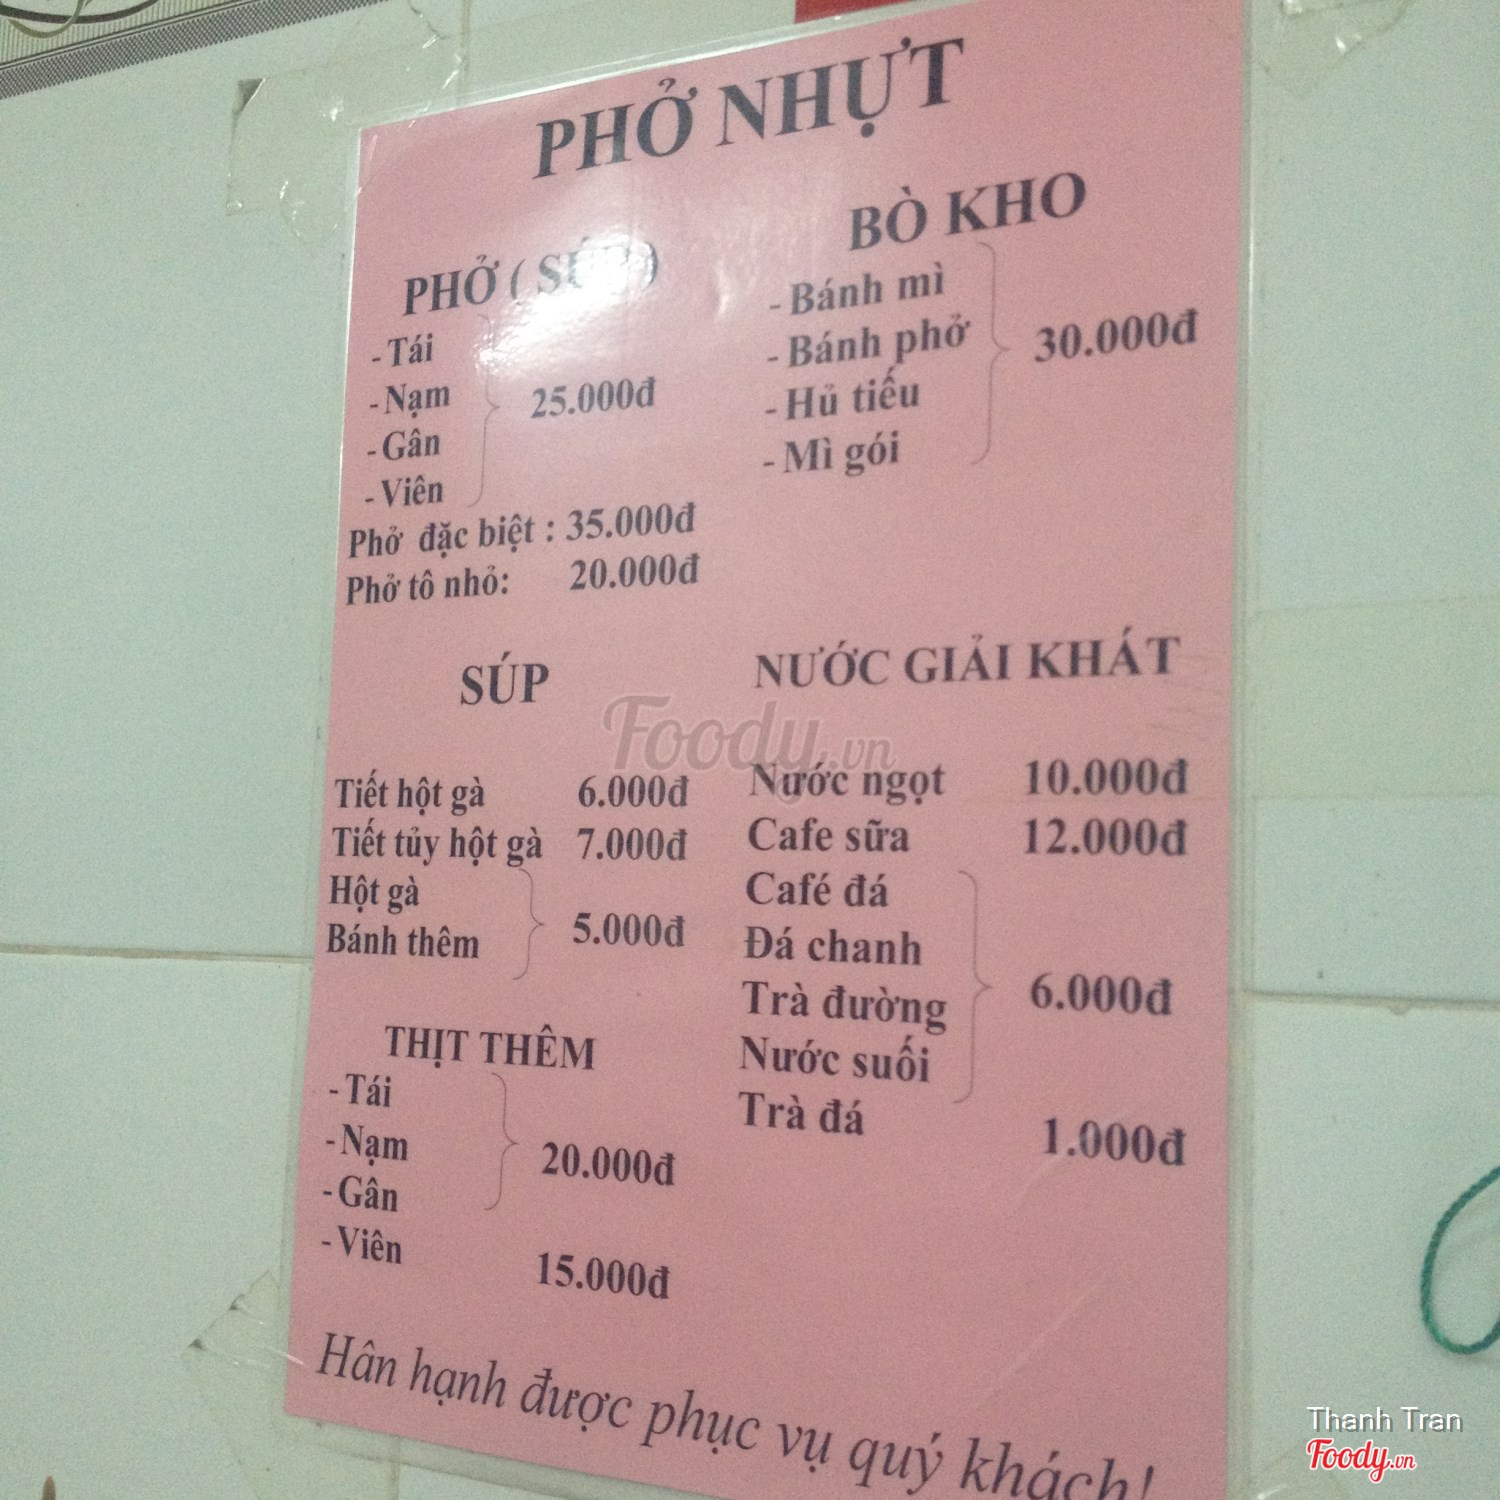 PHỞ NHỰT
PHỞ (
- Tái
- Nạm
- Gân
- Viên
25.000đ
Phở đặc biệt : 35.000đ
Phở tô nhỏ: 20.000đ
BÒ KHO
- Bánh mì
- Bánh phở
- Hủ tiếu
- Mì gói
30.000đ
SÚP
Tiết hột gà 6.000đ
Tiết tủy hột gà 7.000đ
Hột gà
Bánh thêm
5.000đ
THỊT THÊM
- Tái
- Nạm
- Gân
20.000đ
- Viên 15.000đ
NƯỚC GIẢI KHÁT
Nước ngọt 10.000đ
Cafe sữa 12.000đ
Café đá
Đá chanh
Trà đường
Nước suối
6.000đ
Trà đá 1.000đ
Hân hạnh được phục vụ quý khách!
Foody.vn
Thanh Tran
Foody.vn